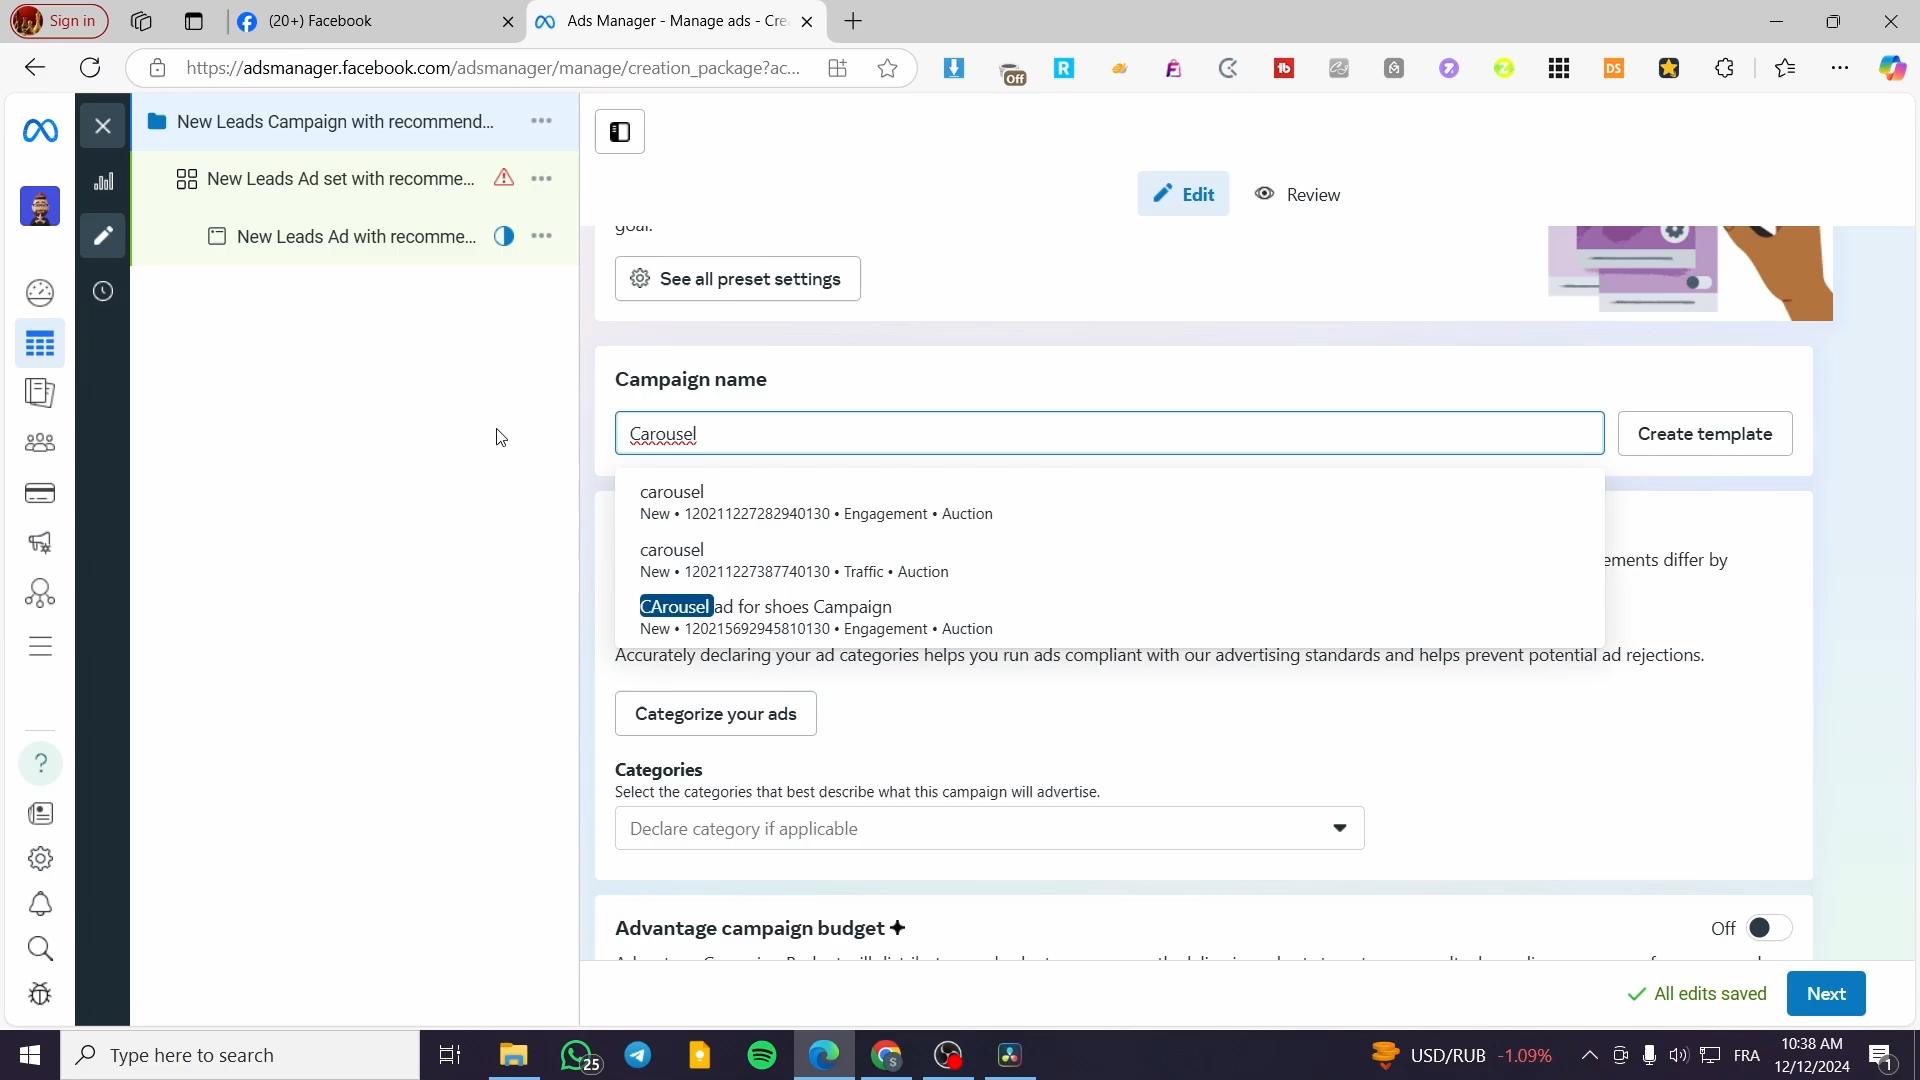 Sign in
(20+) Facebook
Ads Manager - Manage ads - Cre
https://adsmanager.facebook.com/adsmanager/manage/creation_package?ac...
Off
New Leads Campaign with recommend...
New Leads Ad set with recomme...
New Leads Ad with recomme...
Edit
Review
goal.
See all preset settings
Campaign name
Carousel
Create template
carousel
New • 120211227282940130 • Engagement • Auction
carousel
New • 120211227387740130 • Traffic • Auction
ements differ by
CArousel ad for shoes Campaign
New • 120215692945810130 • Engagement • Auction
Accurately declaring your ad categories helps you run ads compliant with our advertising standards and helps prevent potential ad rejections.
Categorize your ads
Categories
Select the categories that best describe what this campaign will advertise.
Declare category if applicable
Advantage campaign budget
Off
All edits saved
Next
Type here to search
25
USD/RUB -1.09%
FRA
10:38 AM
12/12/2024
1